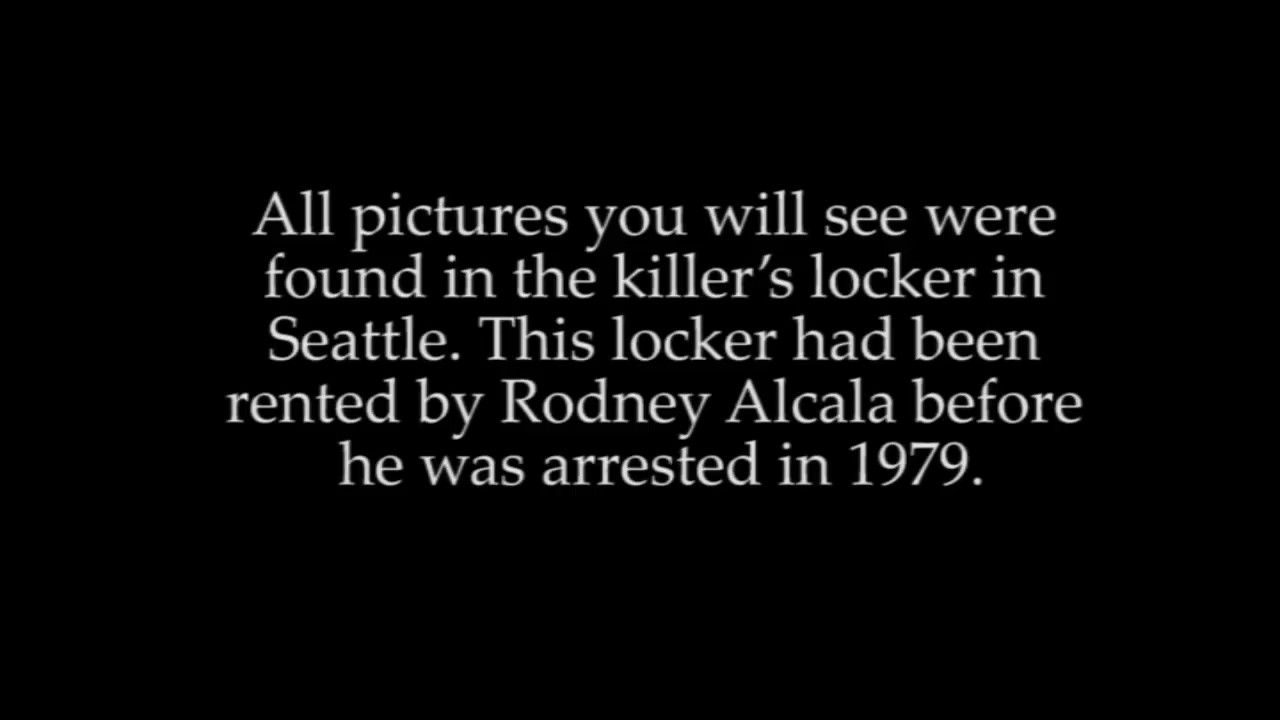 All pictures you will see were
found in the killer’s locker in
Seattle. This locker had been
rented by Rodney Alcala before
he was arrested in 1979.